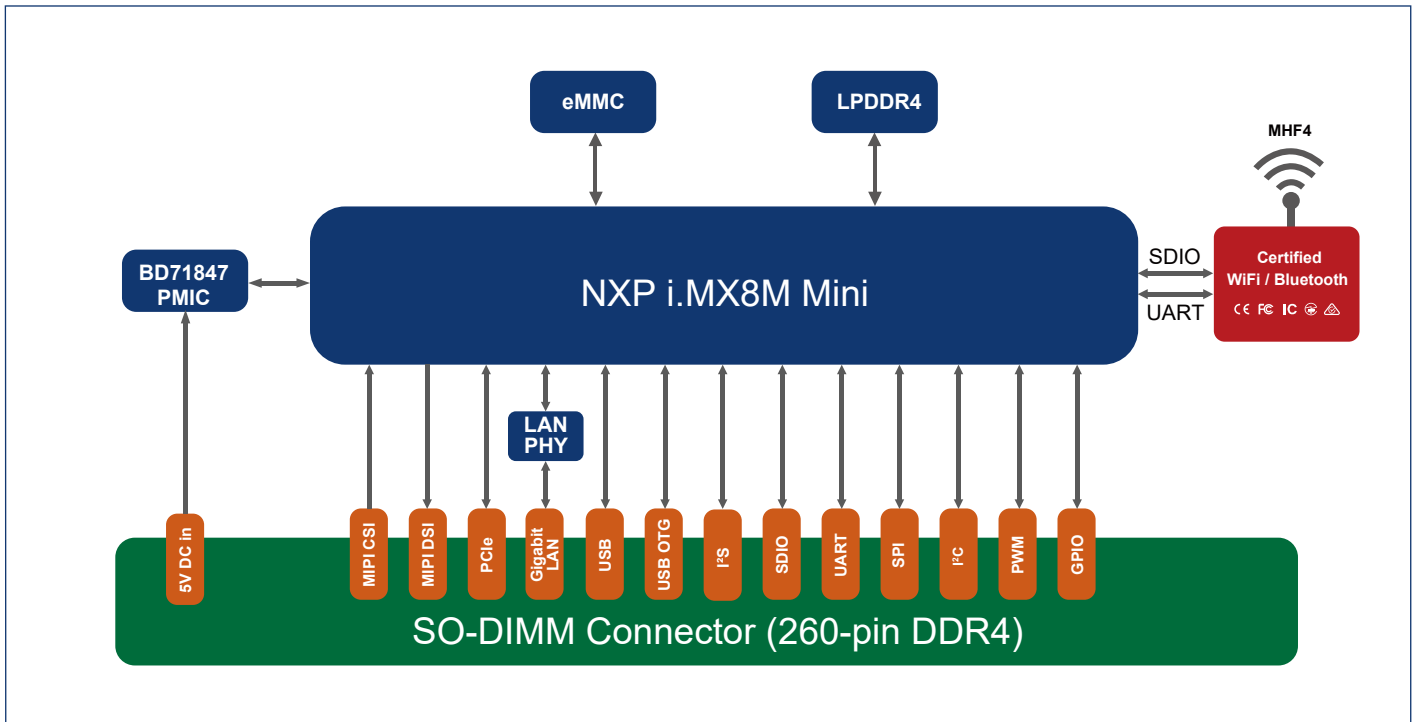 eMMC
LPDDR4
MHF4
BD71847
PMIC
NXP i.MX8M Mini
SDIO
UART
Certified
WiFi / Bluetooth
CE FC IC
LAN
PHY
5V DC in
MIPI CSI
MIPI DSI
PCIe
Gigabit
LAN
USB
USB OTG
I²S
SDIO
UART
SPI
I²C
PWM
GPIO
SO-DIMM Connector (260-pin DDR4)